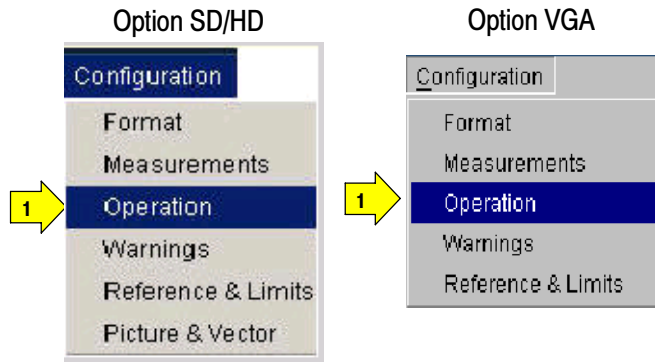 Option SD/HD
Configuration
Format
Measurements
1
Operation
Warnings
Reference & Limits
Picture & Vector
Option VGA
Configuration
Format
Measurements
1
Operation
Warnings
Reference & Limits